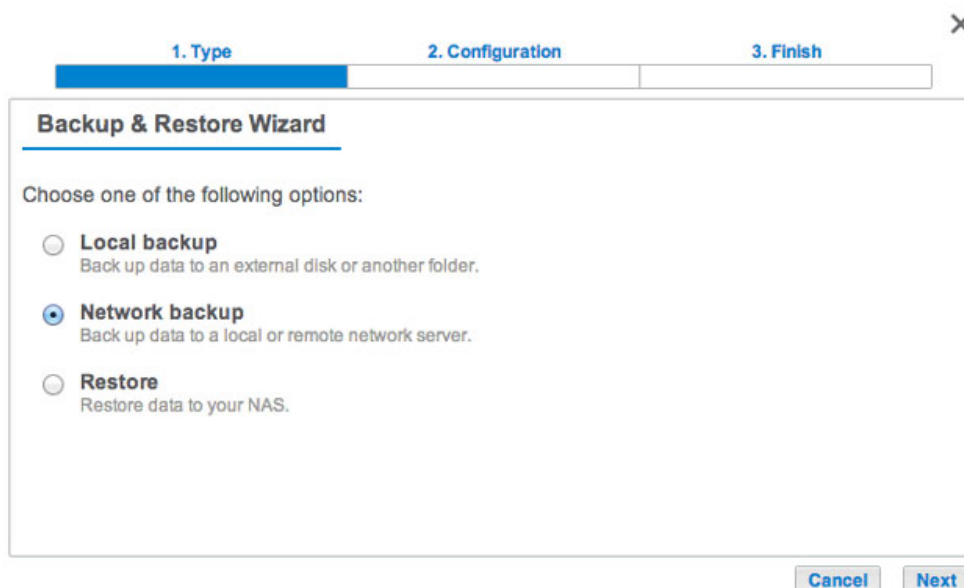 1. Type 2. Configuration 3. Finish
Backup & Restore Wizard
Choose one of the following options:
Local backup
Back up data to an external disk or another folder.
Network backup
Back up data to a local or remote network server.
Restore
Restore data to your NAS.
Cancel Next